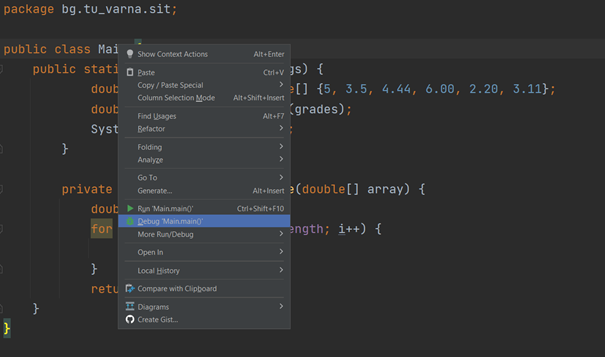 package bg.tu_varna.sit;
public class Mai
Show Context Actions Alt+Enter
public stati gs) {
Paste Ctrl+V
doub le[] {5, 3.5, 4.44, 6.00, 2.20, 3.11};
Copy / Paste Special
Column Selection Mode Alt+Shift+Insert
doub (grades);
Find Usages Alt+F7
Syst ;
Refactor
}
Folding
Analyze
Go To
private e(double[] array) {
Generate... Alt+Insert
doub
Run 'Main.main()' Ctrl+Shift+F10
Debug 'Main.main()'
for ength; i++) {
More Run/Debug
Open In
}
Local History
retu
Compare with Clipboard
}
Diagrams
Create Gist...
}